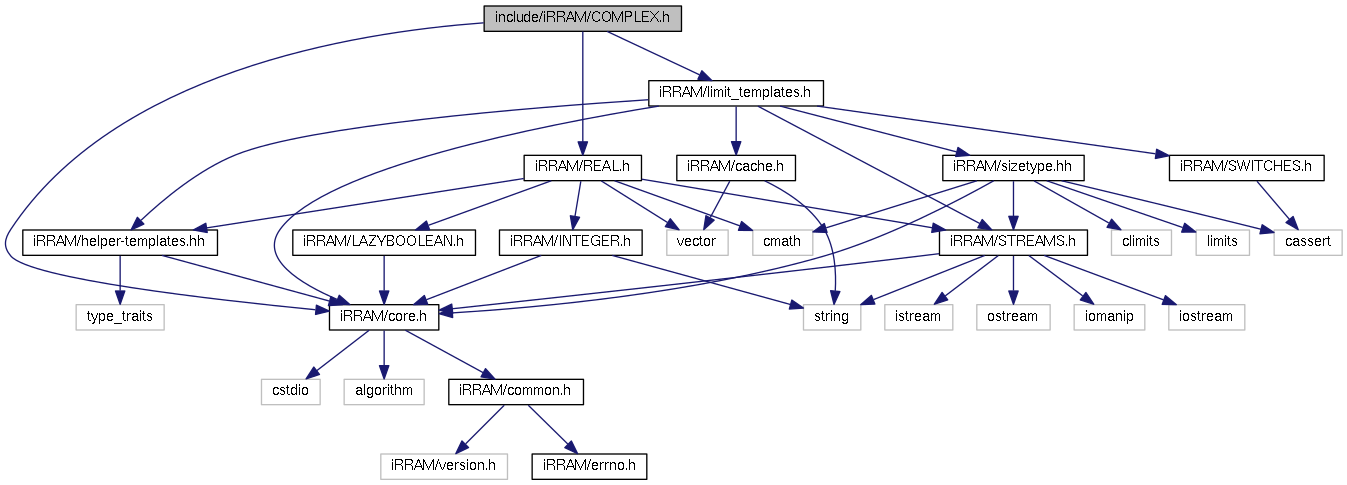 include/iRRAM/COMPLEX.h
iRRAM/limit_templates.h
iRRAM/REAL.h
iRRAM/cache.h
iRRAM/sizetype.hh
iRRAM/SWITCHES.h
iRRAM/helper-templates.hh
iRRAM/LAZYBOOLEAN.h
iRRAM/INTEGER.h
vector
cmath
iRRAM/STREAMS.h
climits
limits
cassert
type_traits
iRRAM/core.h
string
istream
ostream
iomanip
iostream
cstdio
algorithm
iRRAM/common.h
iRRAM/version.h
iRRAM/errno.h